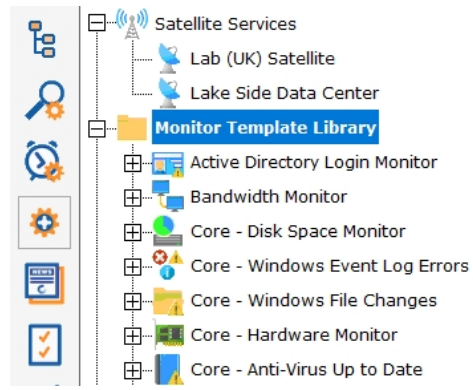 Satellite Services
Lab (UK) Satellite
Lake Side Data Center
Monitor Template Library
Active Directory Login Monitor
Bandwidth Monitor
Core - Disk Space Monitor
Core - Windows Event Log Errors
Core - Windows File Changes
Core - Hardware Monitor
Core - Anti-Virus Up to Date
NEWS